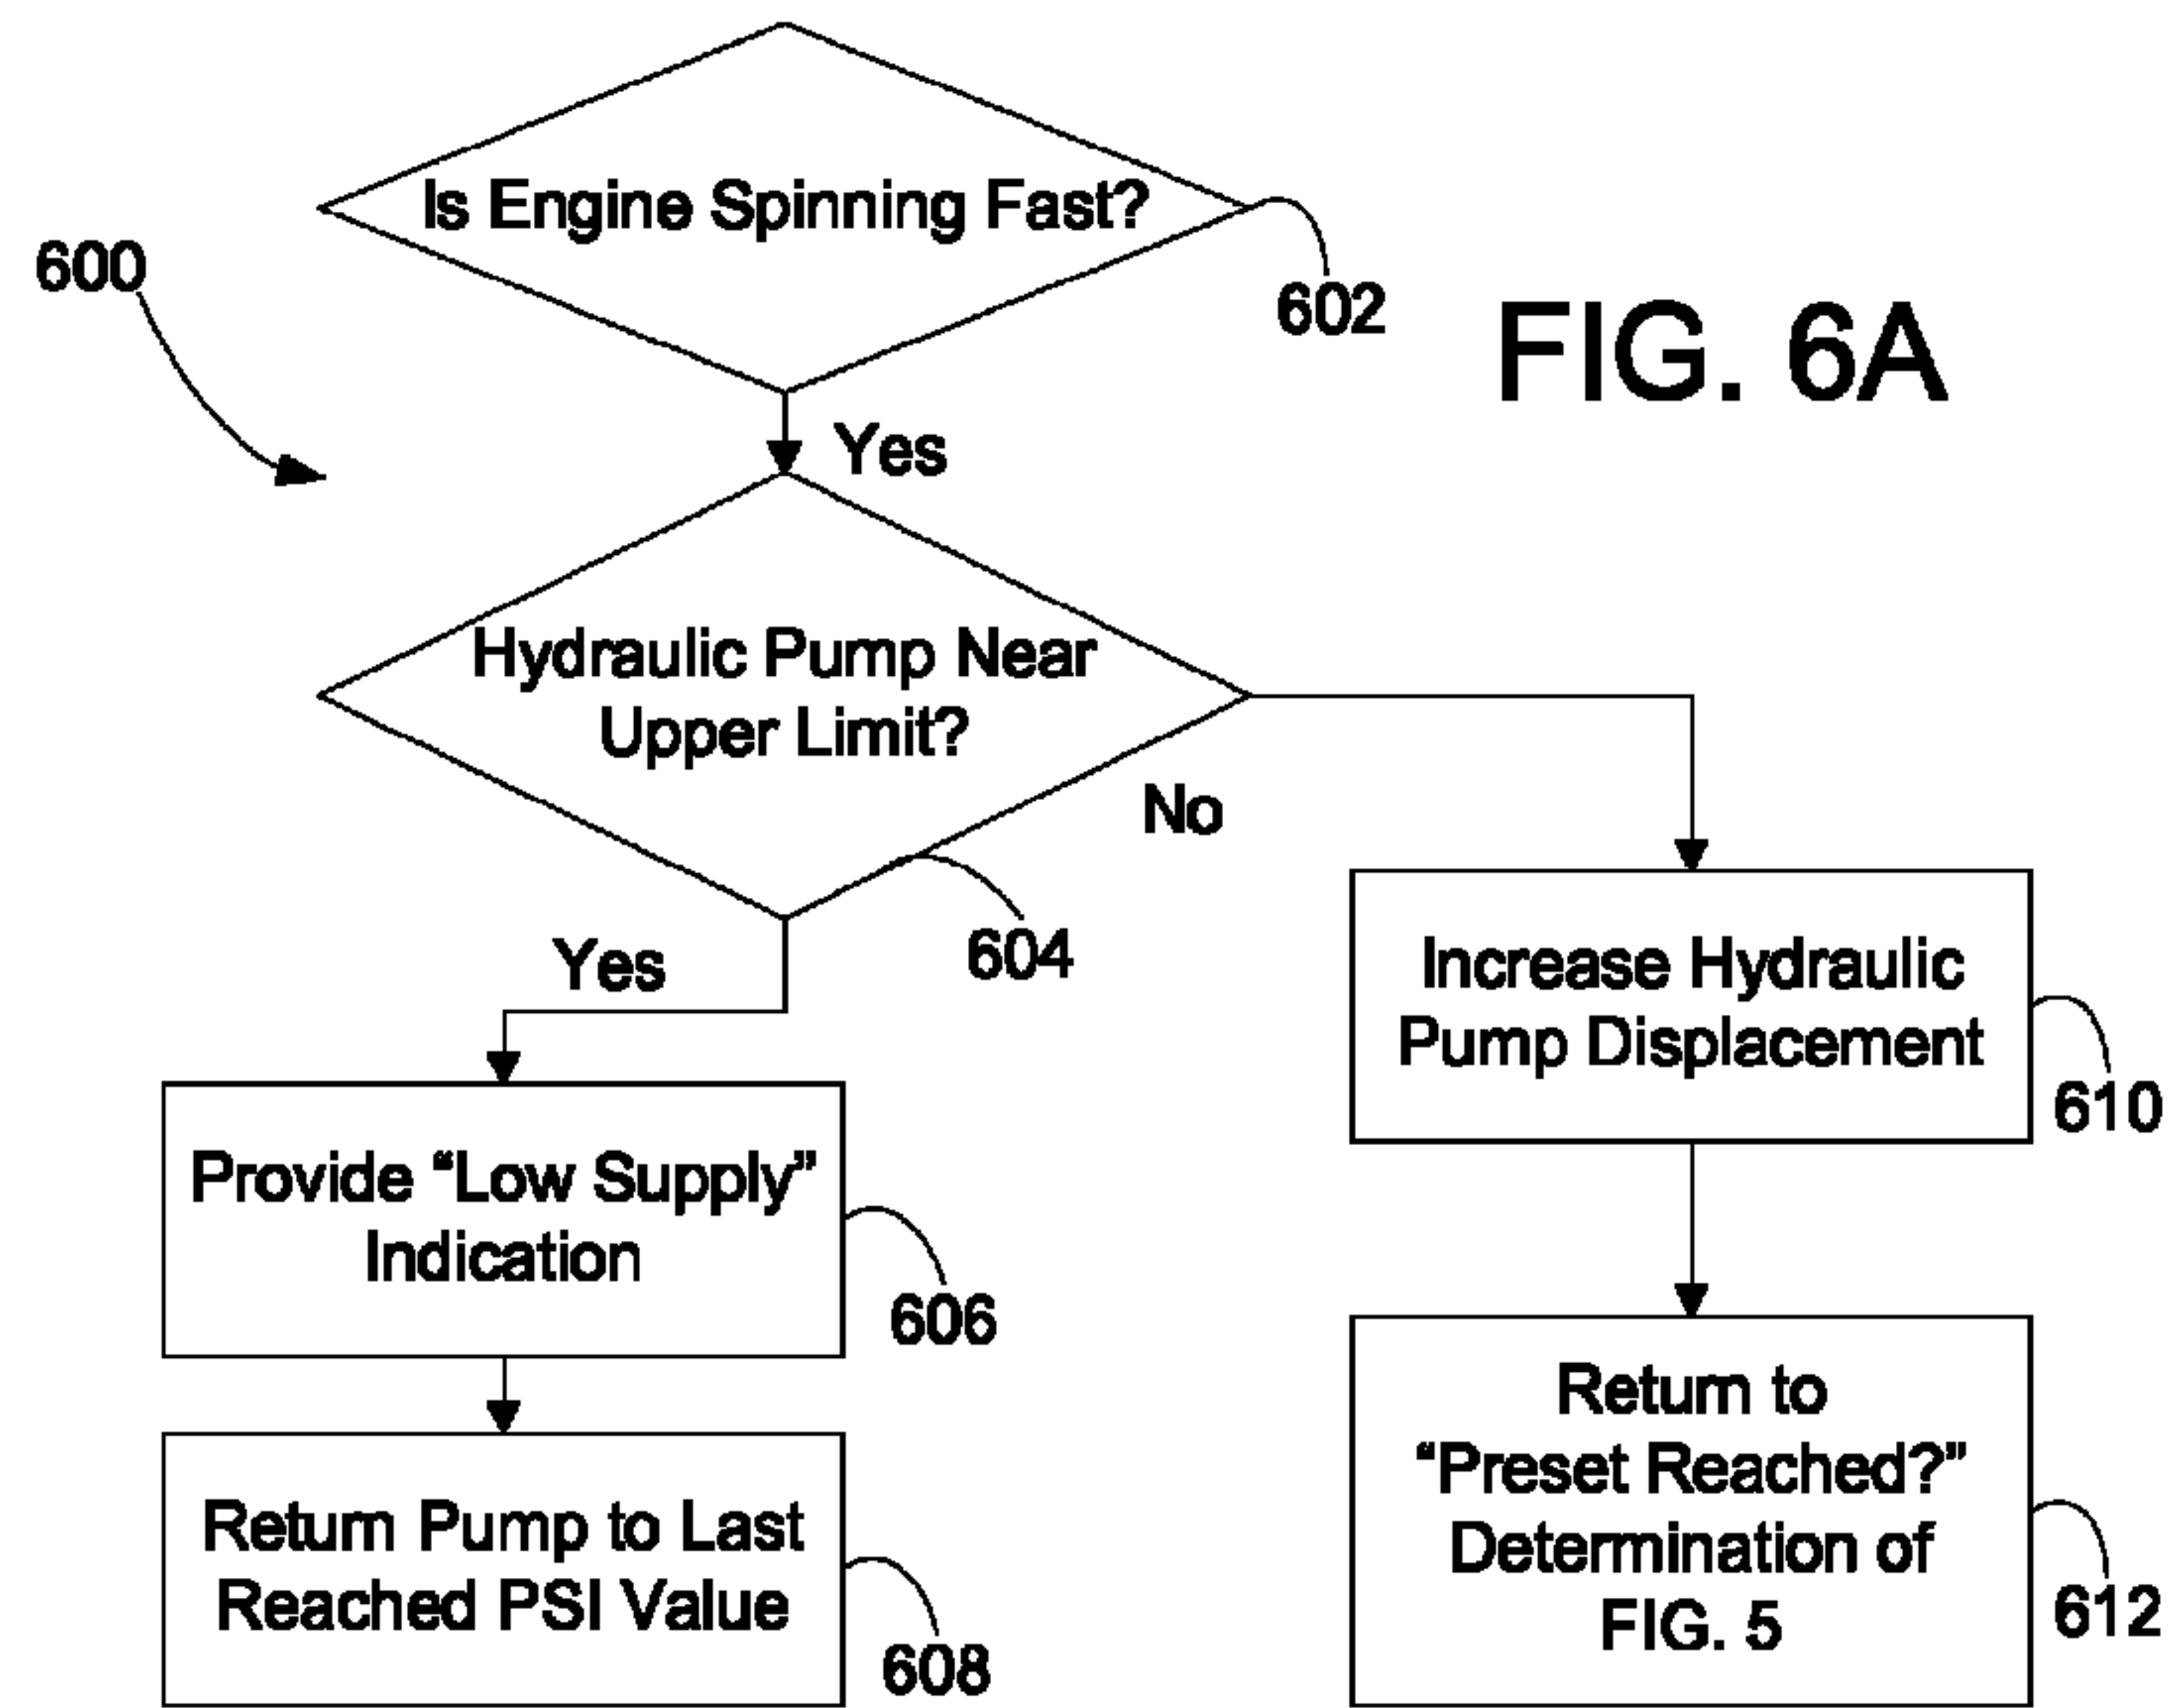 Is Engine Spinning Fast?
600
602
FIG. 6A
Yes
Hydraulic Pump Near
Upper Limit?
No
604
Yes
Increase Hydraulic
Pump Displacement
610
Provide “Low Supply”
Indication
606
Return to
“Preset Reached?”
Determination of
FIG. 5
612
Return Pump to Last
Reached PSI Value
608